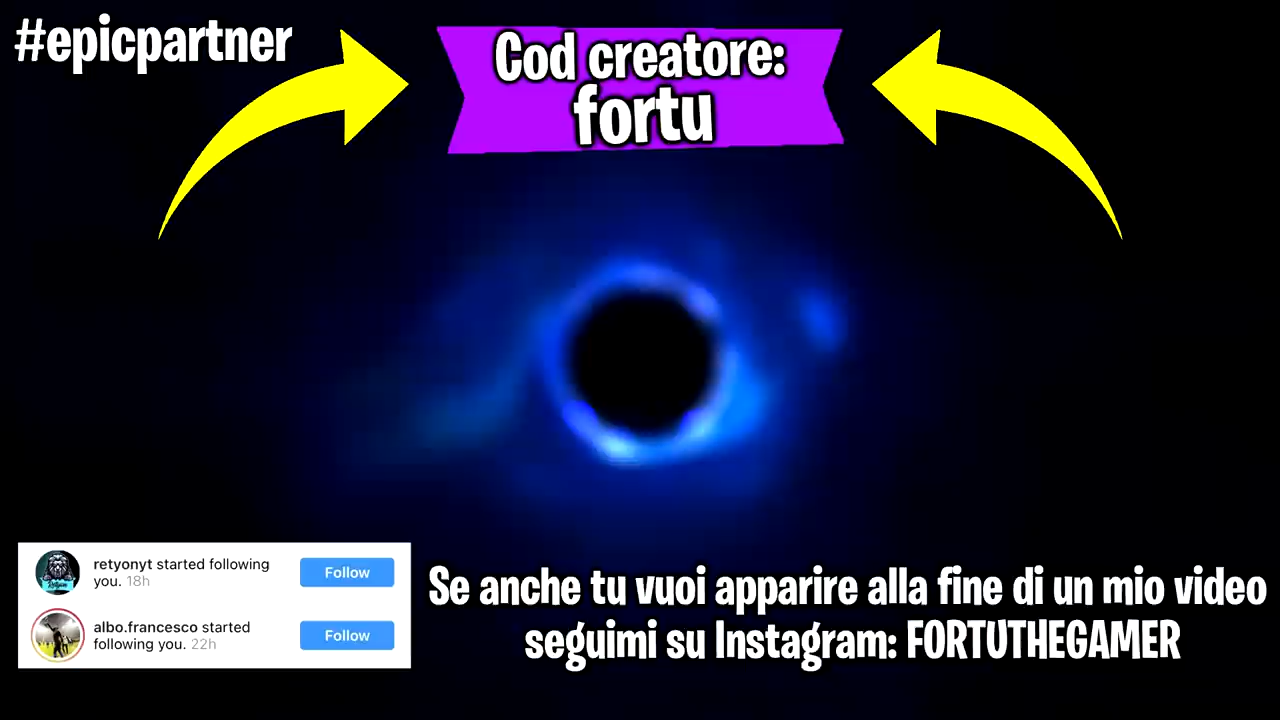 #epicpartner
Cod creatore:
fortu
retyonyt started following
you. 18h
Follow
albo.francesco started
following you. 22h
Follow
Se anche tu vuoi apparire alla fine di un mio video
seguimi su Instagram: FORTUTHEGAMER